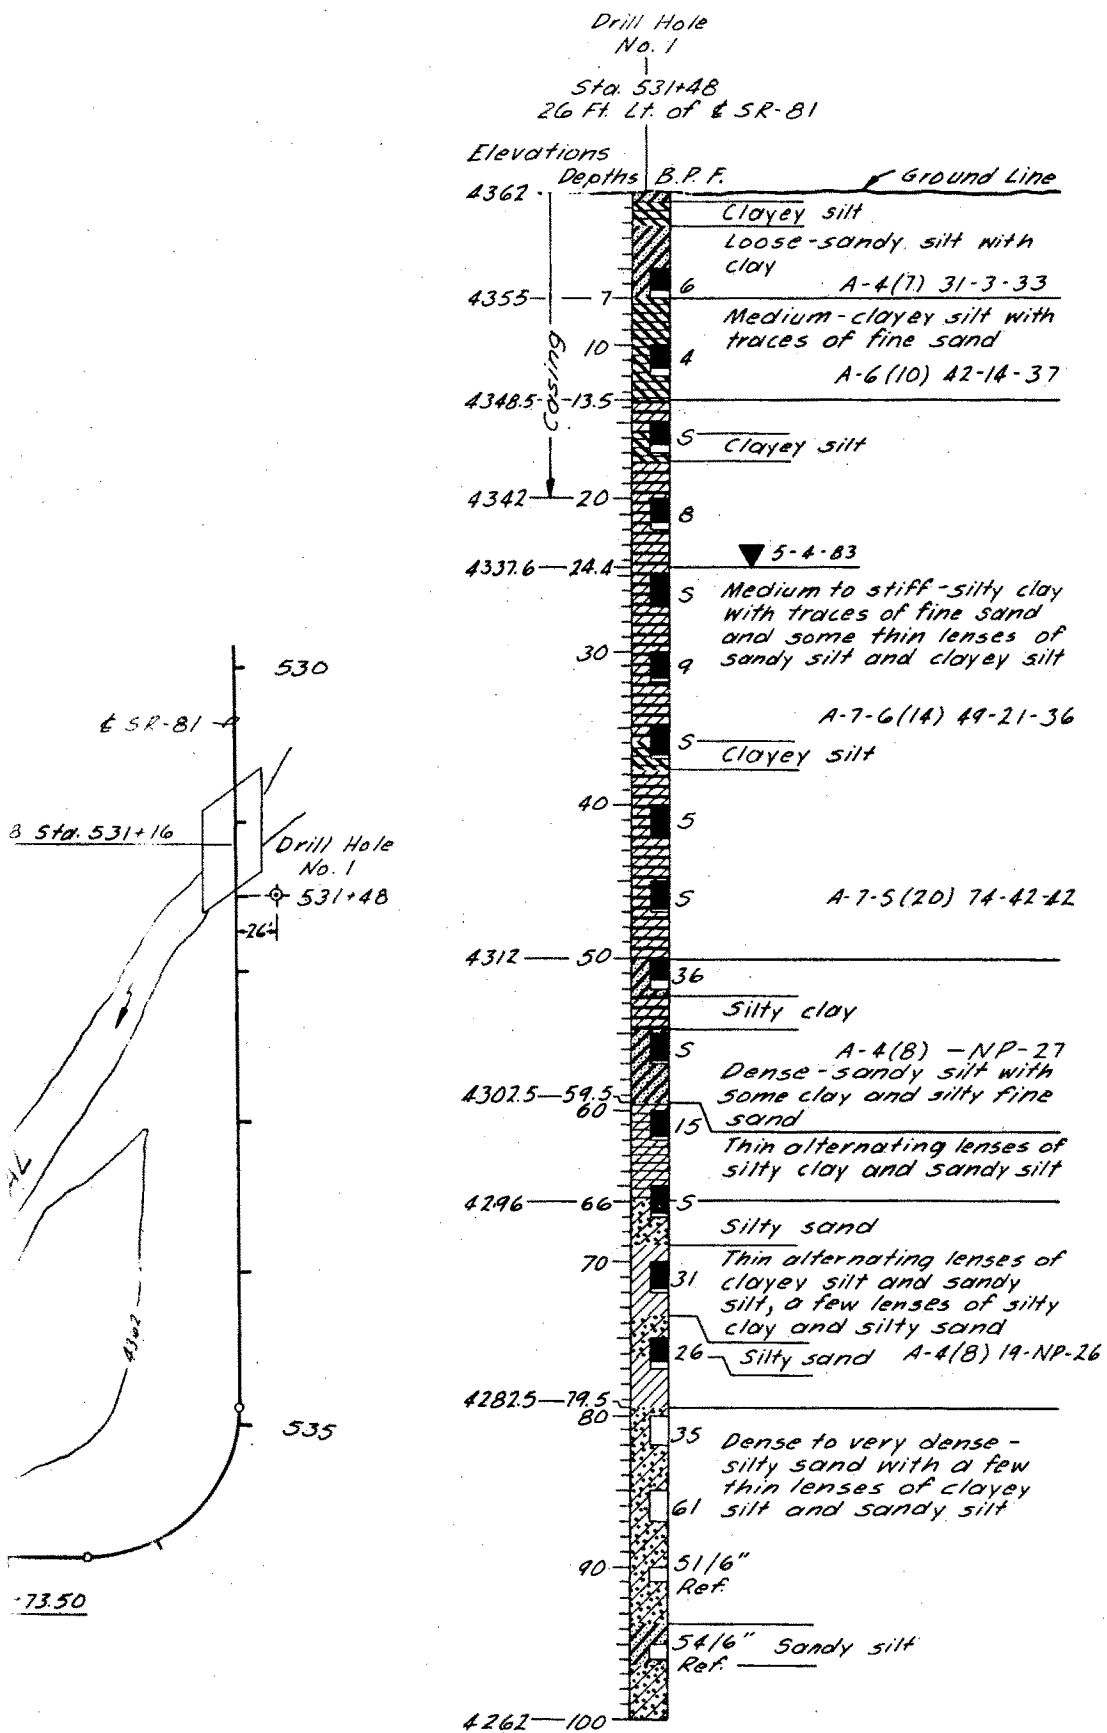 Drill Hole
No. 1
Sta. 531+48
26 Ft. Lt. of ℄ SR-81
Elevations
Depths B.P.F. Ground Line
4362
Clayey silt
Loose-sandy silt with
clay
6 A-4(7) 31-3-33
4355 7
Medium-clayey silt with
traces of fine sand
10 4
A-6(10) 42-14-37
Casing
4348.5 13.5
S Clayey silt
4342 20
8
5-4-83
4337.6 24.4
S Medium to stiff-silty clay
with traces of fine sand
and some thin lenses of
sandy silt and clayey silt
30 9
A-7-6(14) 49-21-36
S
Clayey silt
40 5
S A-7-5(20) 74-42-42
4312 50
36
Silty clay
S A-4(8) -NP-27
Dense-sandy silt with
some clay and silty fine
sand
4302.5 59.5
60 15
Thin alternating lenses of
silty clay and sandy silt
4296 66 S
Silty sand
70 31
Thin alternating lenses of
clayey silt and sandy
silt, a few lenses of silty
clay and silty sand
26 Silty sand A-4(8) 19-NP-26
4282.5 79.5
80 35
Dense to very dense-
silty sand with a few
thin lenses of clayey
silt and sandy silt
61
90 51/6"
Ref.
54/6" Sandy silt
Ref.
4262 100
530
℄ SR-81
B Sta. 531+16
Drill Hole
No. 1
531+48
26'
AL
4362
535
-73.50